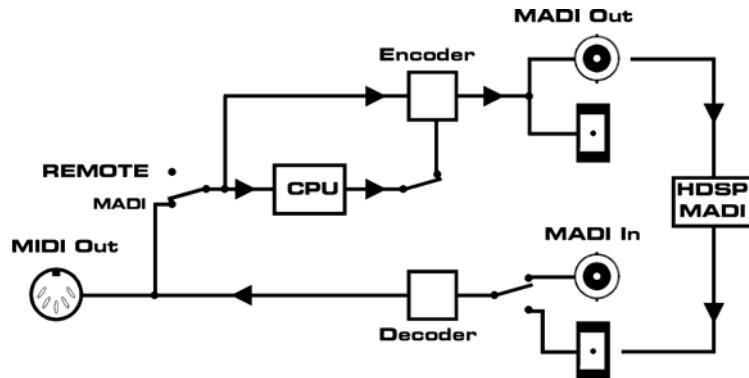 MADI Out
Encoder
REMOTE
MADI
CPU
HDSP
MADI
MIDI Out
MADI In
Decoder